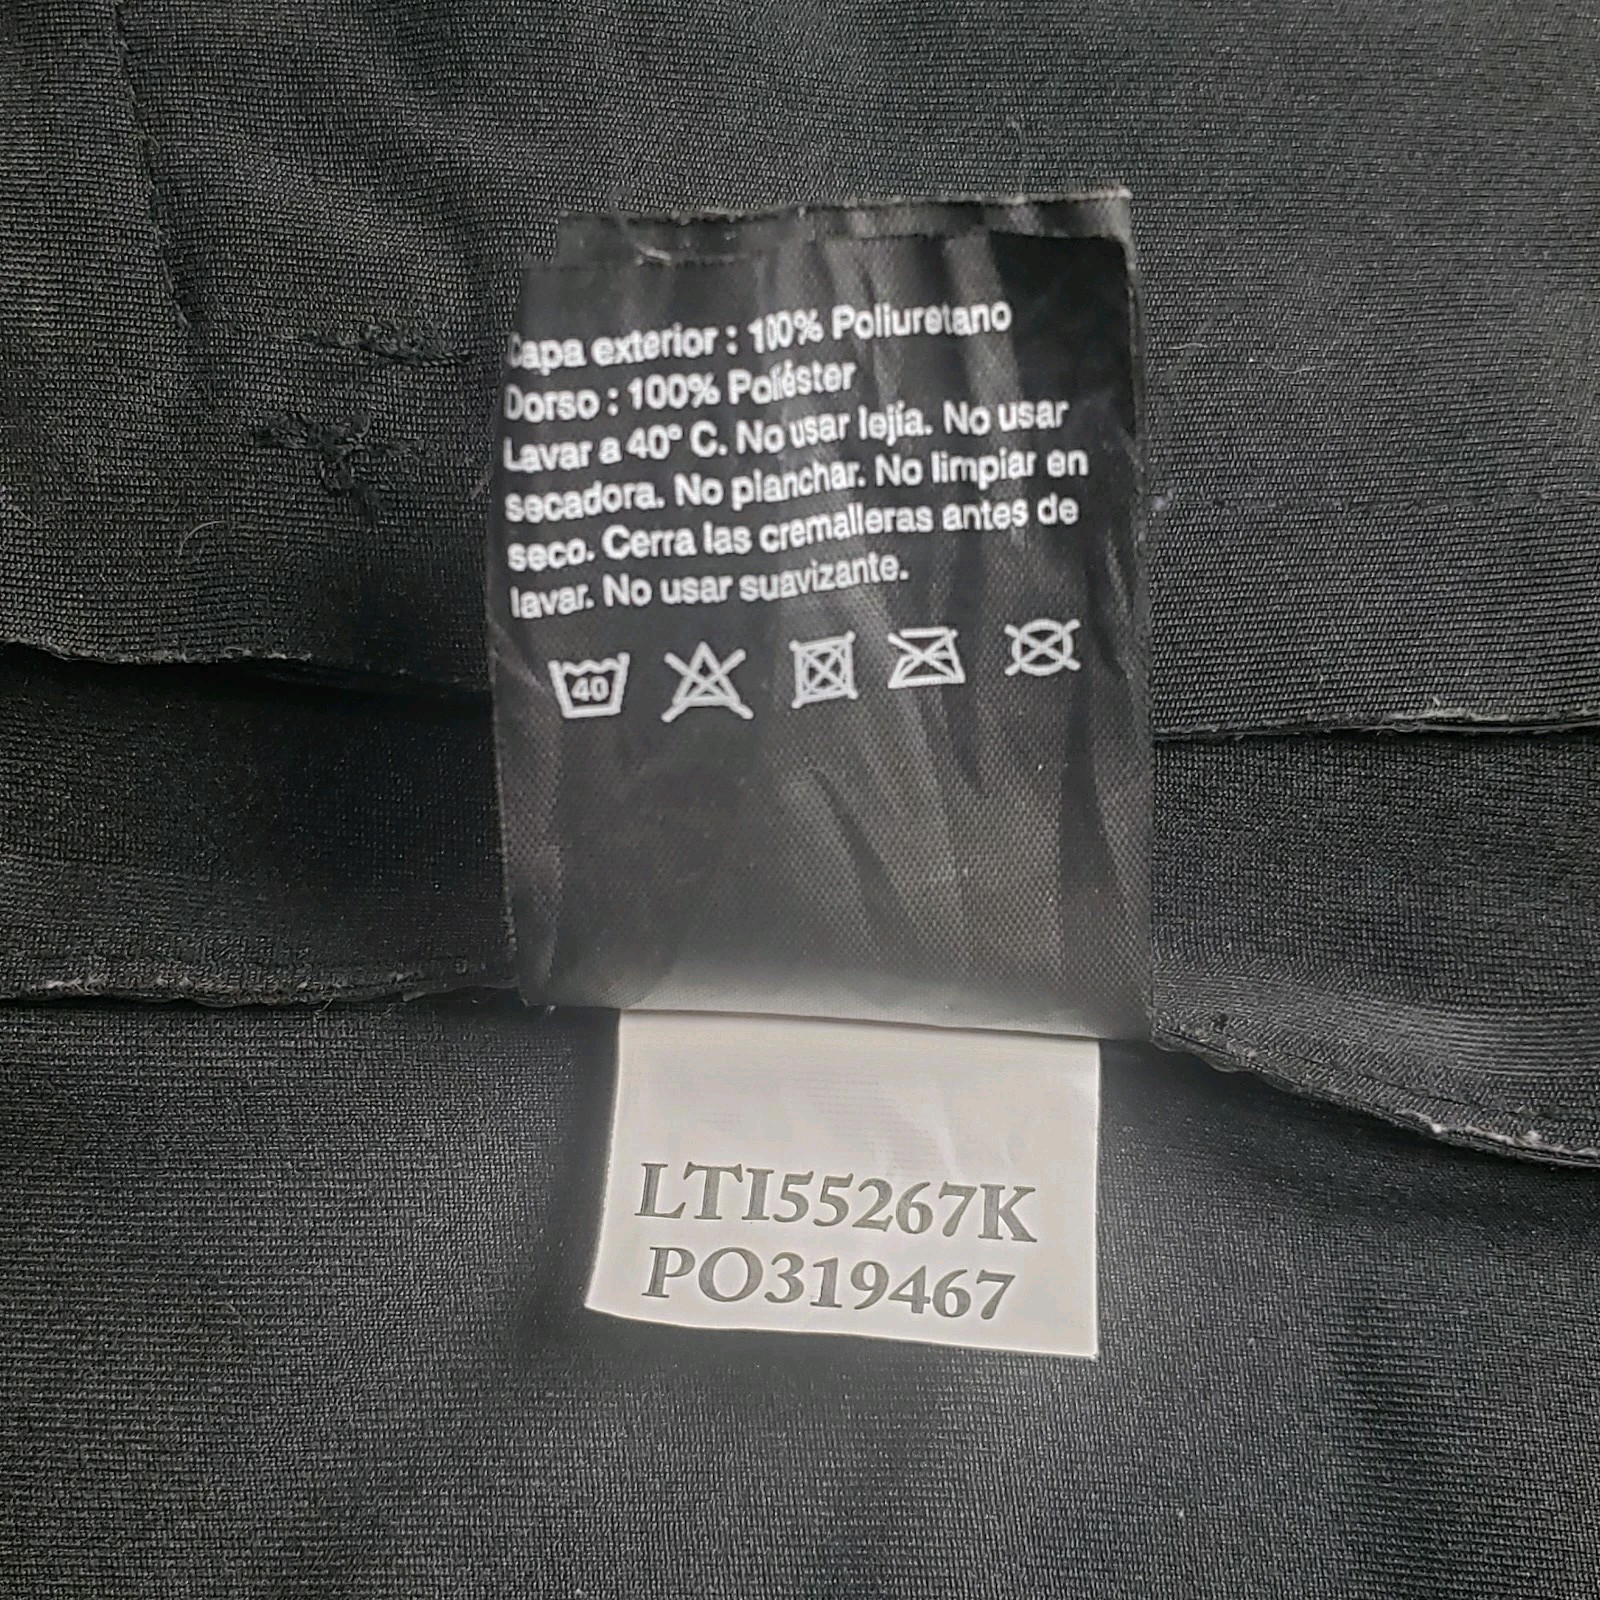 Capa exterior : 100% Poliuretano
Dorso : 100% Poliéster
Lavar a 40° C. No usar lejía. No usar
secadora. No planchar. No limpiar en
seco. Cerra las cremalleras antes de
lavar. No usar suavizante.
40
LTI55267K
PO319467